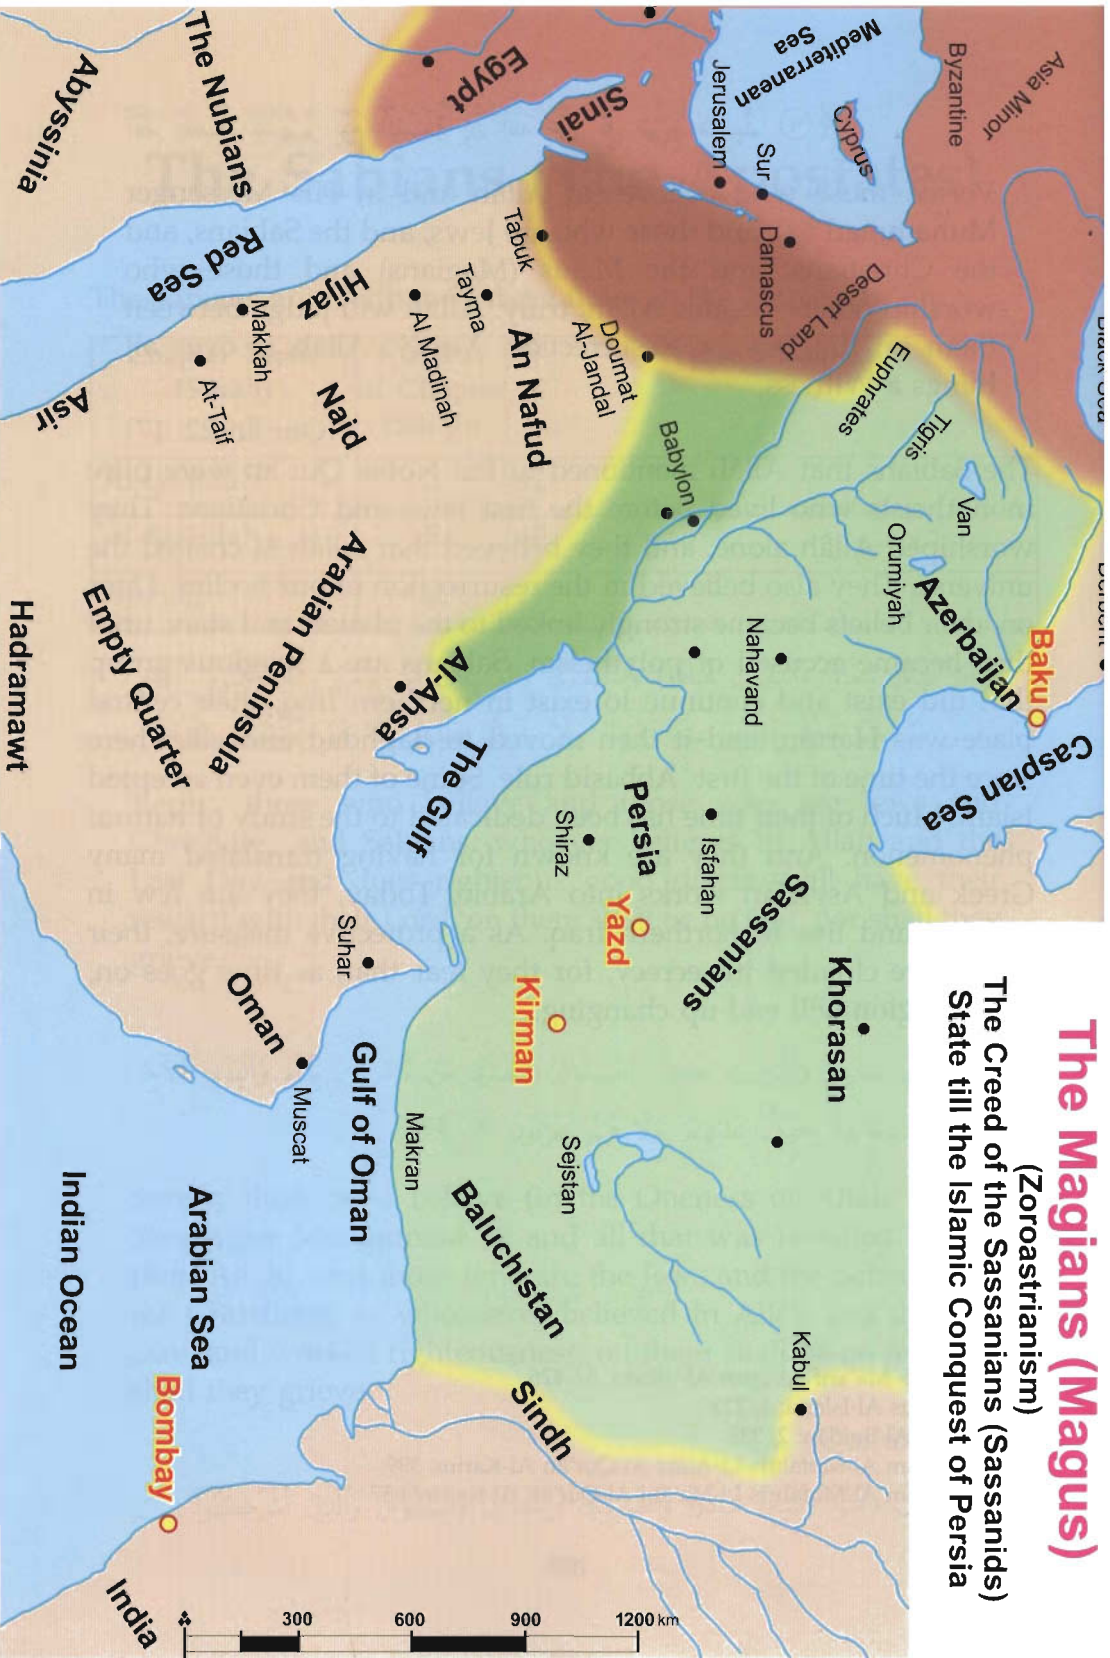 The Magians (Magus)
(Zoroastrianism)
The Creed of the Sassanians (Sassanids)
State till the Islamic Conquest of Persia
Asia Minor
Byzantine
Black Sea
Derbent
Mediterranean
Sea
Cyprus
Caspian Sea
Baku
Azerbaijan
Van
Orumiyah
Tigris
Euphrates
Desert Land
Sur
Damascus
Jerusalem
Sinai
Egypt
Nahavand
Babylon
Doumat
Al-Jandal
Tabuk
Tayma
An Nafud
Al Madinah
Hijaz
Najd
Makkah
At-Taif
Red Sea
Asir
The Nubians
Abyssinia
Khorasan
Sassanians
Isfahan
Persia
Yazd
Shiraz
Kirman
Kabul
Sejstan
Baluchistan
Makran
Sindh
Al-Ahsa
The Gulf
Arabian Peninsula
Empty Quarter
Hadramawt
Suhar
Oman
Muscat
Gulf of Oman
Arabian Sea
Indian Ocean
Bombay
India
300
600
900
1200 km